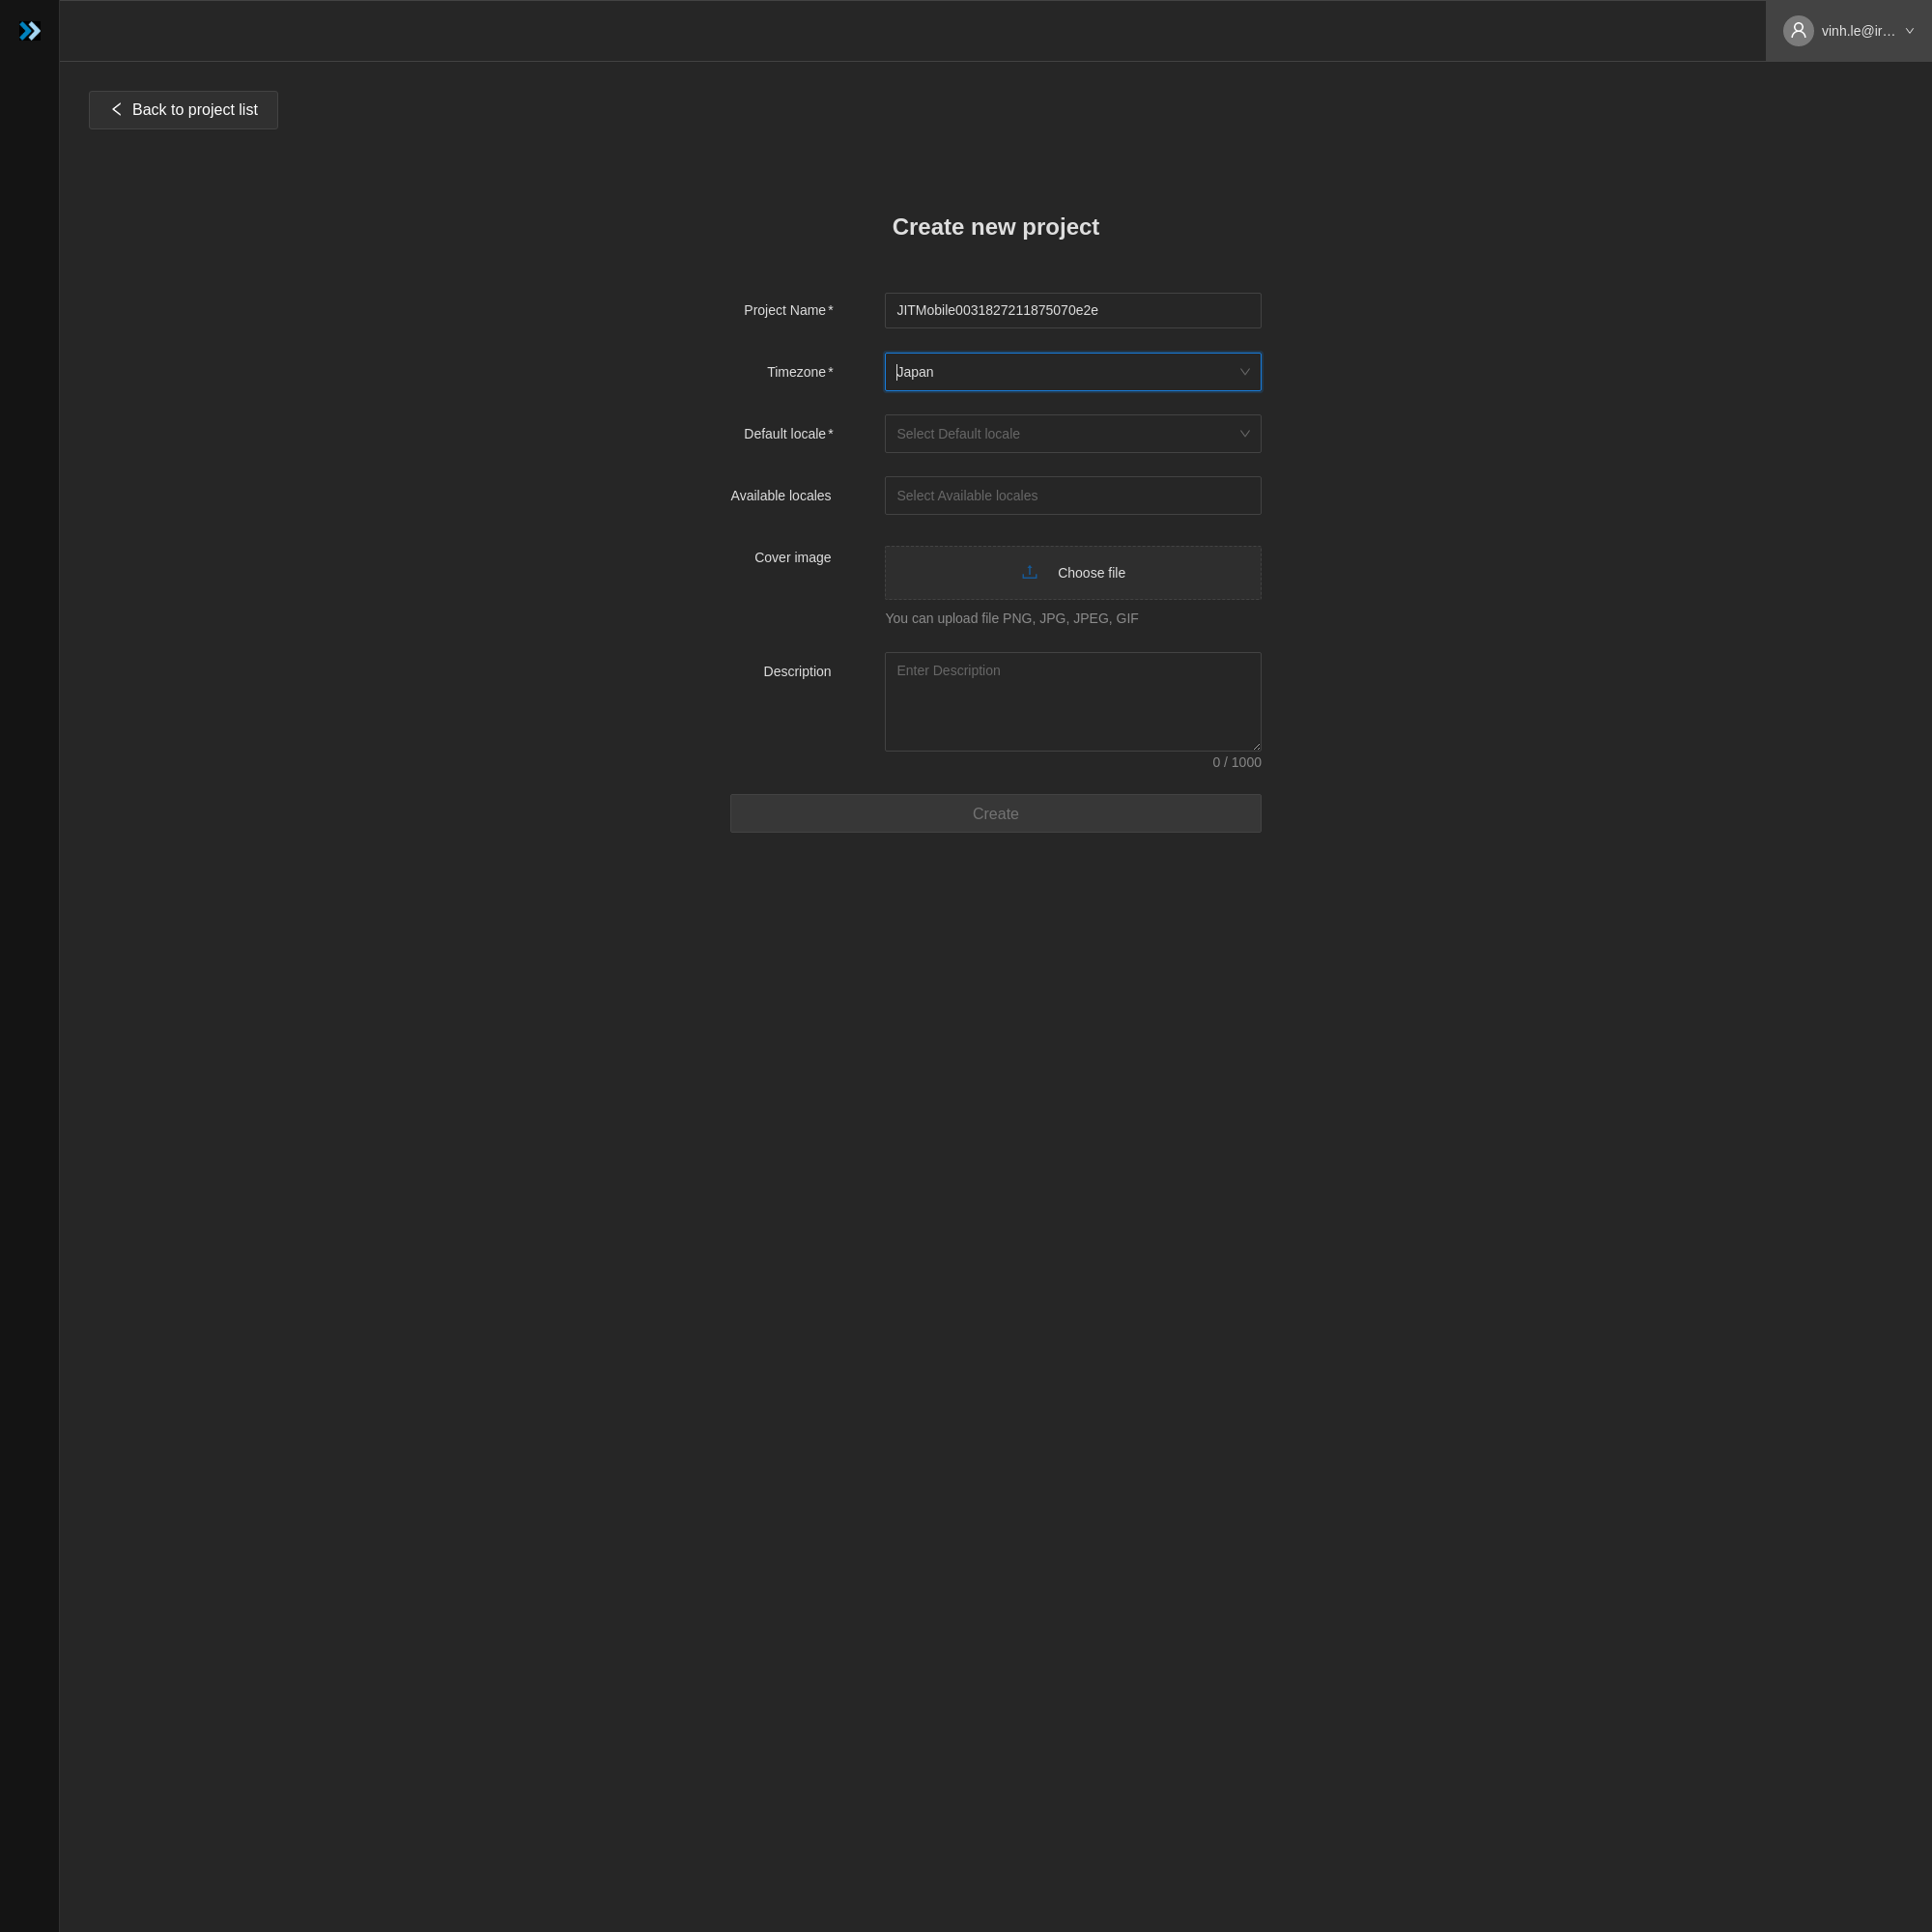 vinh.le@ir…
Back to project list
Create new project
Project Name*
JITMobile0031827211875070e2e
Timezone*
Japan
Default locale*
Select Default locale
Available locales
Select Available locales
Cover image
Choose file
You can upload file PNG, JPG, JPEG, GIF
Description
Enter Description
0 / 1000
Create